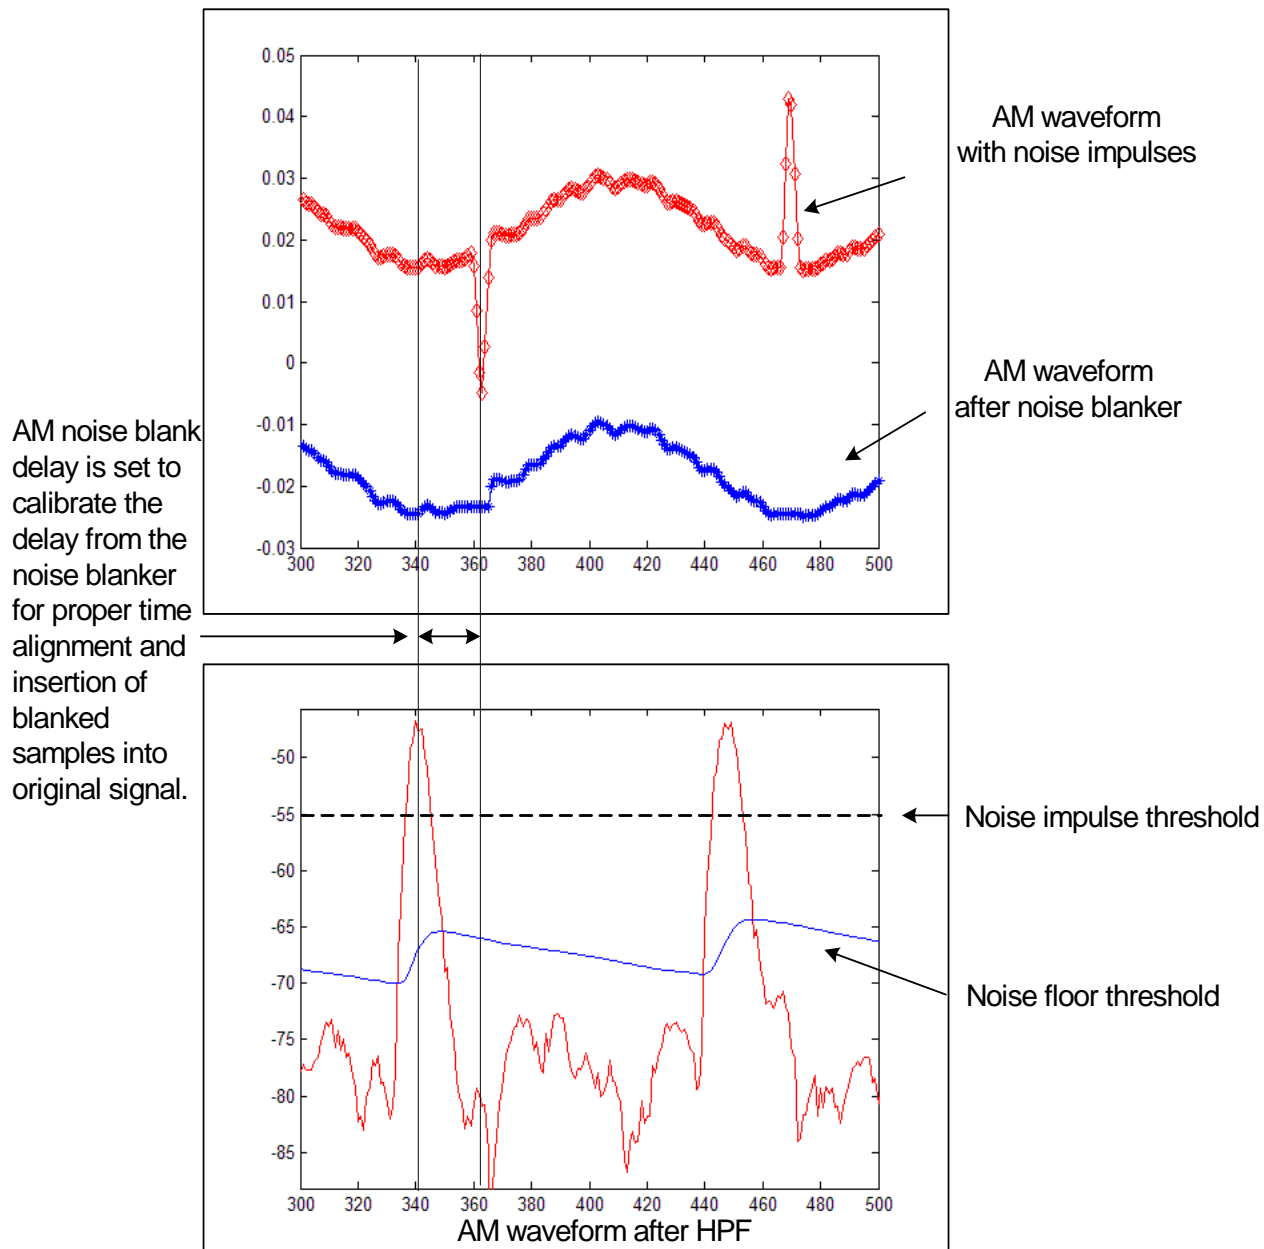 0.05
0.04
0.03
0.02
0.01
0
-0.01
-0.02
-0.03
300 320 340 360 380 400 420 440 460 480 500
AM waveform
with noise impulses
AM waveform
after noise blanker
AM noise blank
delay is set to
calibrate the
delay from the
noise blanker
for proper time
alignment and
insertion of
blanked
samples into
original signal.
-50
-55
-60
-65
-70
-75
-80
-85
300 320 340 360 380 400 420 440 460 480 500
AM waveform after HPF
Noise impulse threshold
Noise floor threshold